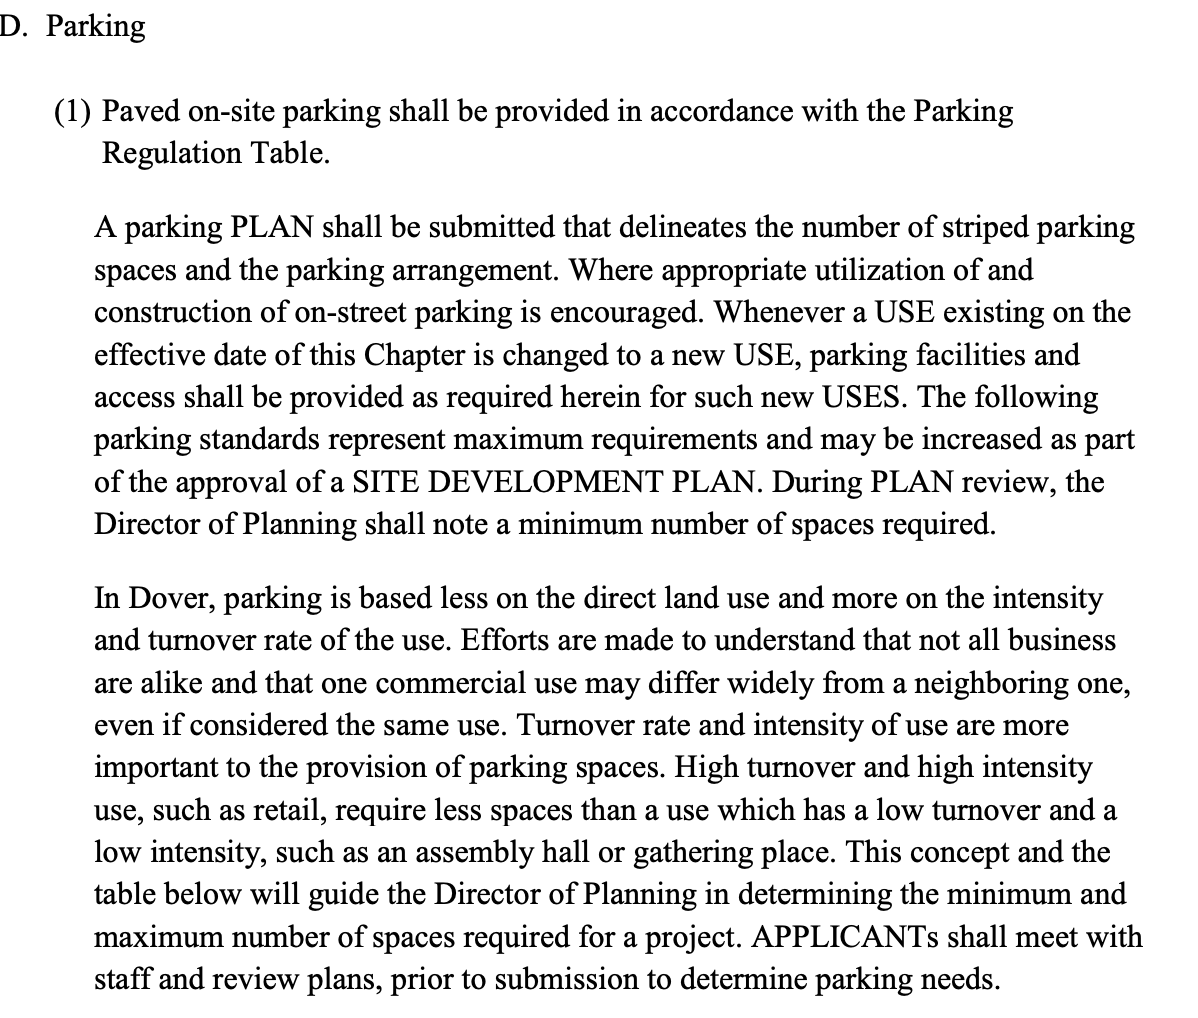 D. Parking
(1) Paved on-site parking shall be provided in accordance with the Parking
Regulation Table.
A parking PLAN shall be submitted that delineates the number of striped parking
spaces and the parking arrangement. Where appropriate utilization of and
construction of on-street parking is encouraged. Whenever a USE existing on the
effective date of this Chapter is changed to a new USE, parking facilities and
access shall be provided as required herein for such new USES. The following
parking standards represent maximum requirements and may be increased as part
of the approval of a SITE DEVELOPMENT PLAN. During PLAN review, the
Director of Planning shall note a minimum number of spaces required.
In Dover, parking is based less on the direct land use and more on the intensity
and turnover rate of the use. Efforts are made to understand that not all business
are alike and that one commercial use may differ widely from a neighboring one,
even if considered the same use. Turnover rate and intensity of use are more
important to the provision of parking spaces. High turnover and high intensity
use, such as retail, require less spaces than a use which has a low turnover and a
low intensity, such as an assembly hall or gathering place. This concept and the
table below will guide the Director of Planning in determining the minimum and
maximum number of spaces required for a project. APPLICANTs shall meet with
staff and review plans, prior to submission to determine parking needs.